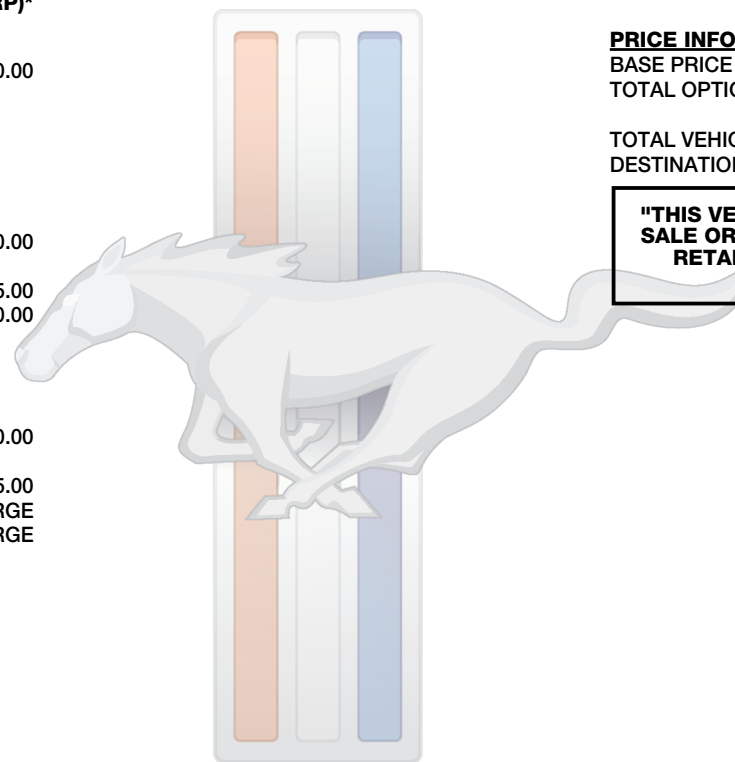 RP)*
0.00
0.00
5.00
0.00
0.00
5.00
RGE
RGE
PRICE INFO
BASE PRICE
TOTAL OPTIO
TOTAL VEHIC
DESTINATION
"THIS VE
SALE OR
RETAI